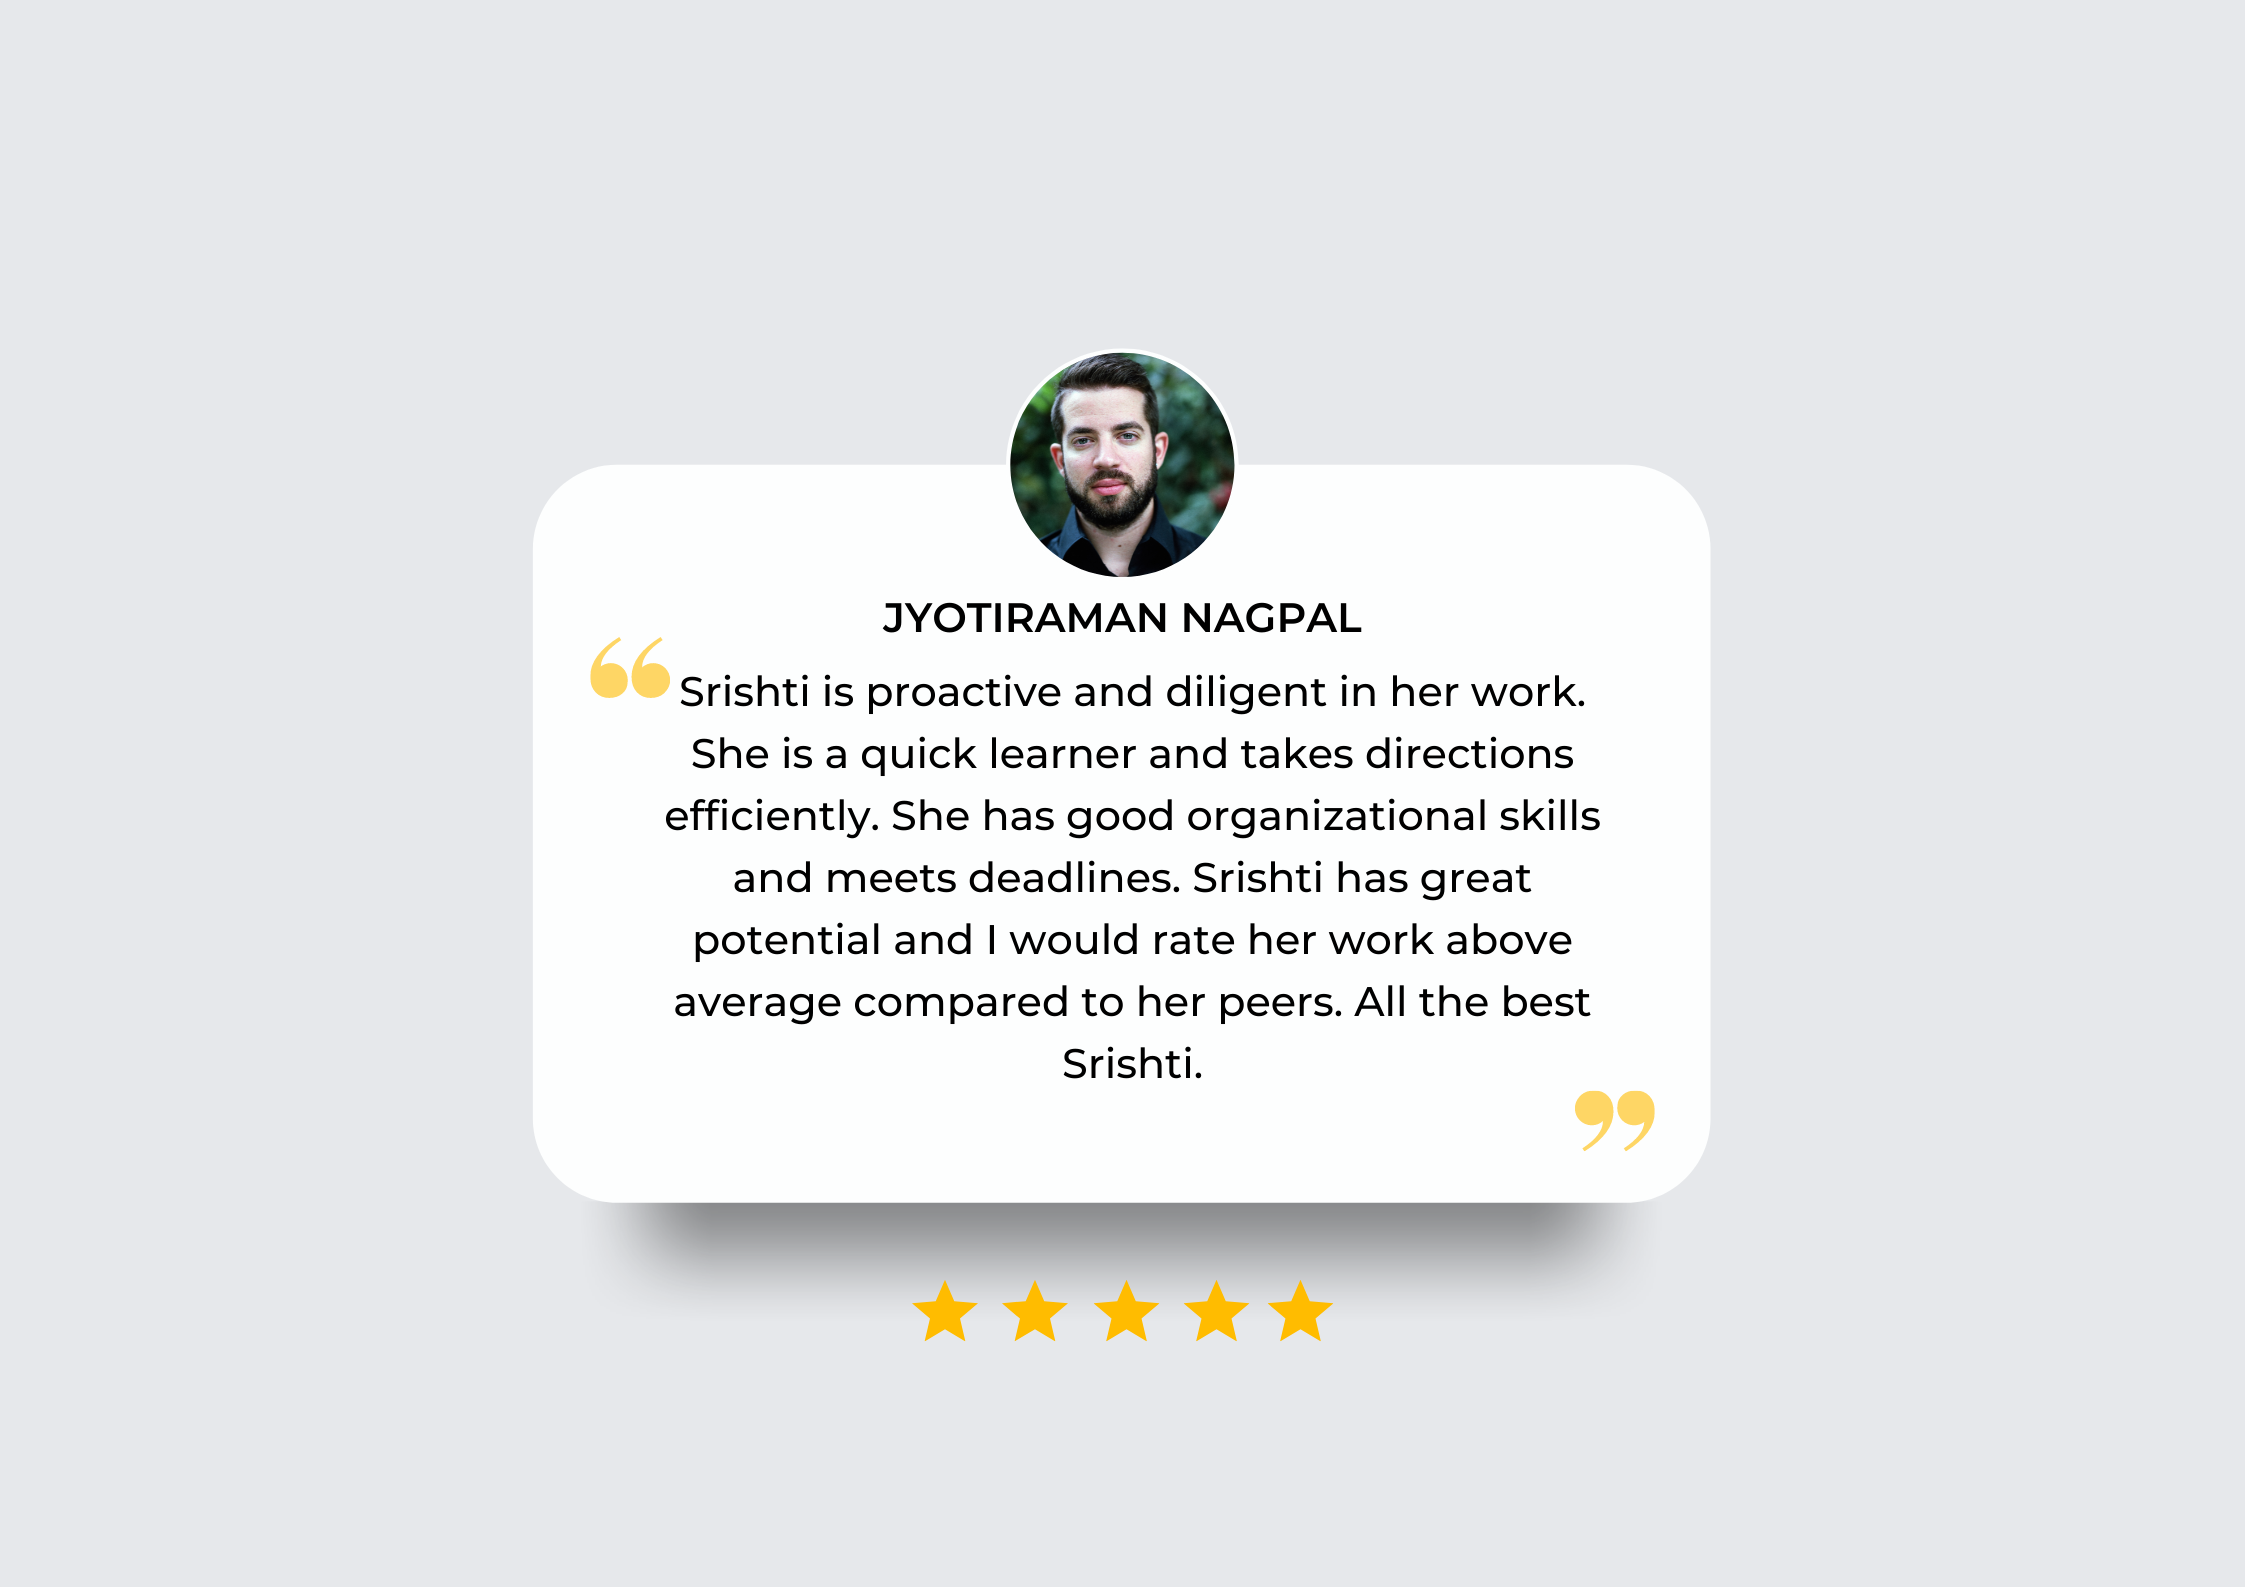 JYOTIRAMAN NAGPAL
“ Srishti is proactive and diligent in her work.
She is a quick learner and takes directions
efficiently. She has good organizational skills
and meets deadlines. Srishti has great
potential and I would rate her work above
average compared to her peers. All the best
Srishti.
”